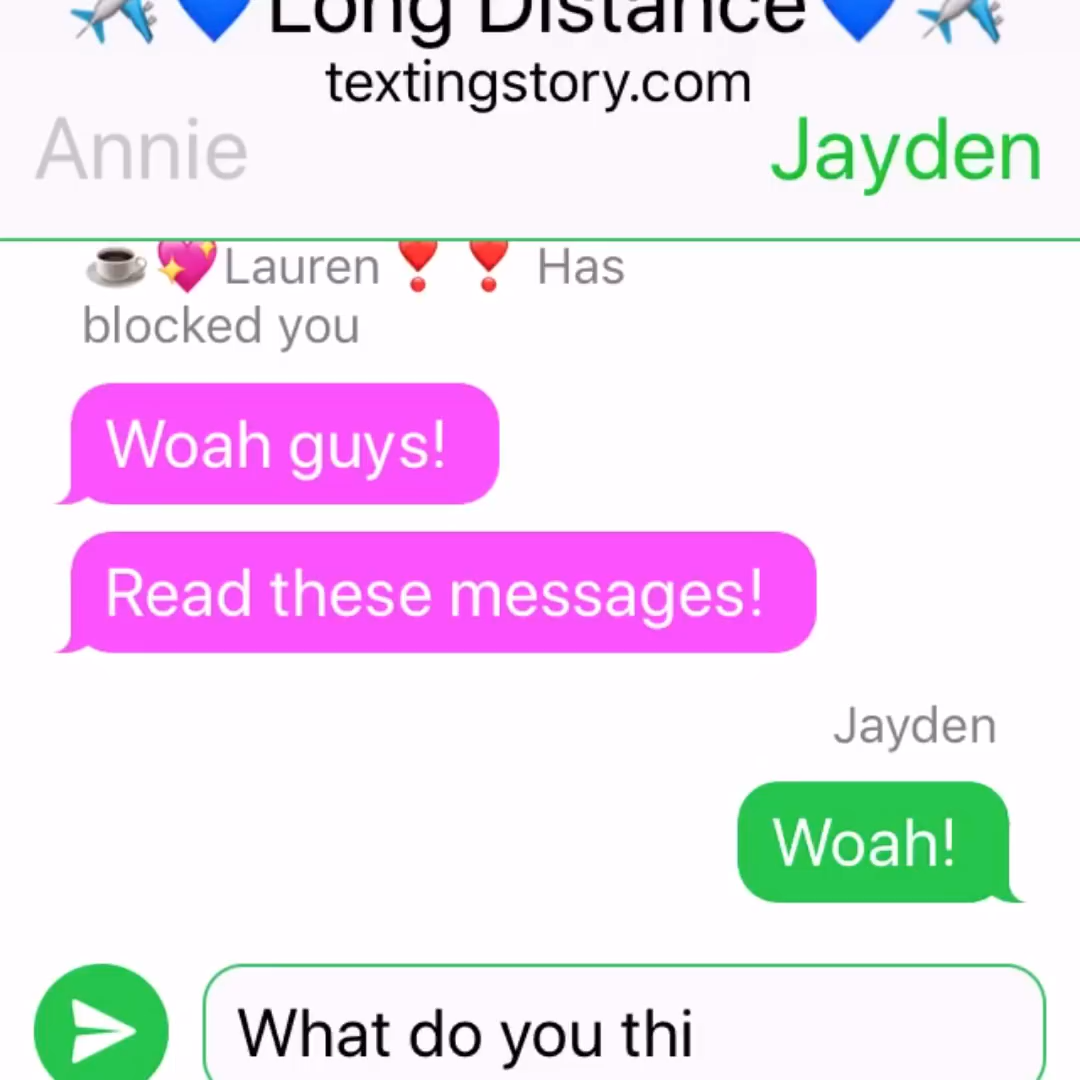 ✈️💙Long Distance💙✈️
textingstory.com
Annie
Jayden
☕💖Lauren❣️❣️ Has
blocked you
Woah guys!
Read these messages!
Jayden
Woah!
What do you thi